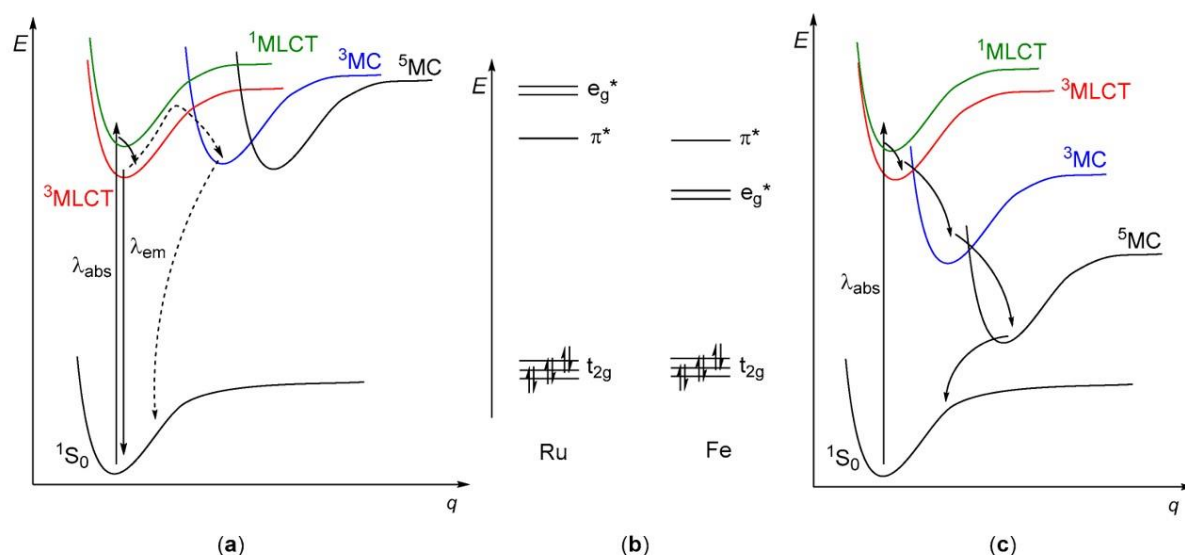 E
¹MLCT
³MC
⁵MC
³MLCT
λabs
λem
¹S₀
q
(a)
E
eg*
π*
t2g
Ru
π*
eg*
t2g
Fe
(b)
E
¹MLCT
³MLCT
³MC
⁵MC
λabs
¹S₀
q
(c)